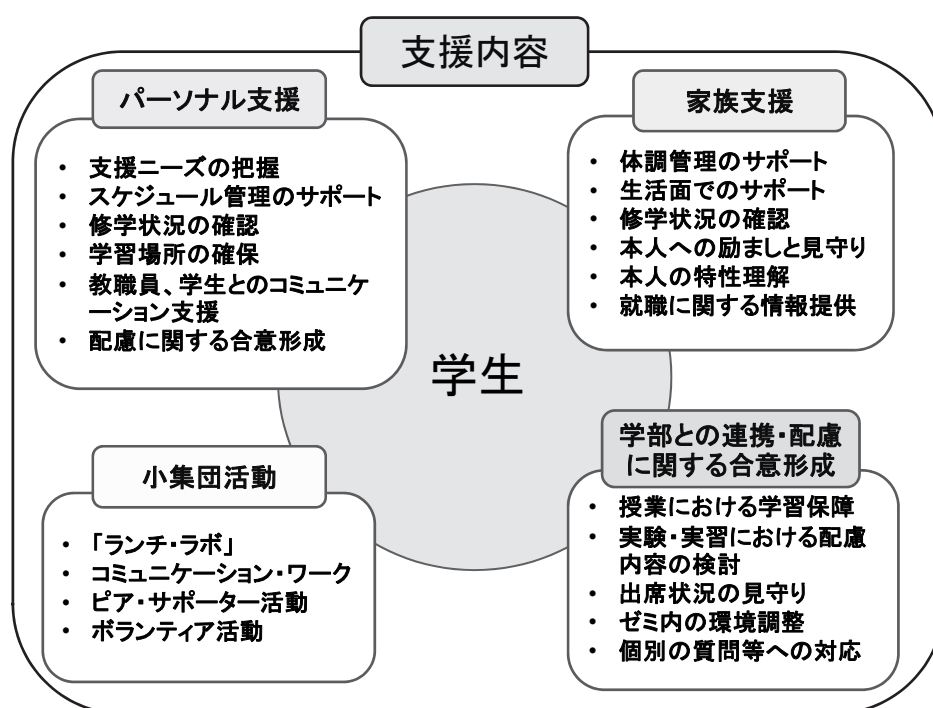 支援内容
パーソナル支援
・ 支援ニーズの把握
・ スケジュール管理のサポート
・ 修学状況の確認
・ 学習場所の確保
・ 教職員、学生とのコミュニケ
ーション支援
・ 配慮に関する合意形成
家族支援
・ 体調管理のサポート
・ 生活面でのサポート
・ 修学状況の確認
・ 本人への励ましと見守り
・ 本人の特性理解
・ 就職に関する情報提供
学生
小集団活動
・ 「ランチ・ラボ」
・ コミュニケーション・ワーク
・ ピア・サポーター活動
・ ボランティア活動
学部との連携・配慮
に関する合意形成
・ 授業における学習保障
・ 実験・実習における配慮
内容の検討
・ 出席状況の見守り
・ ゼミ内の環境調整
・ 個別の質問等への対応